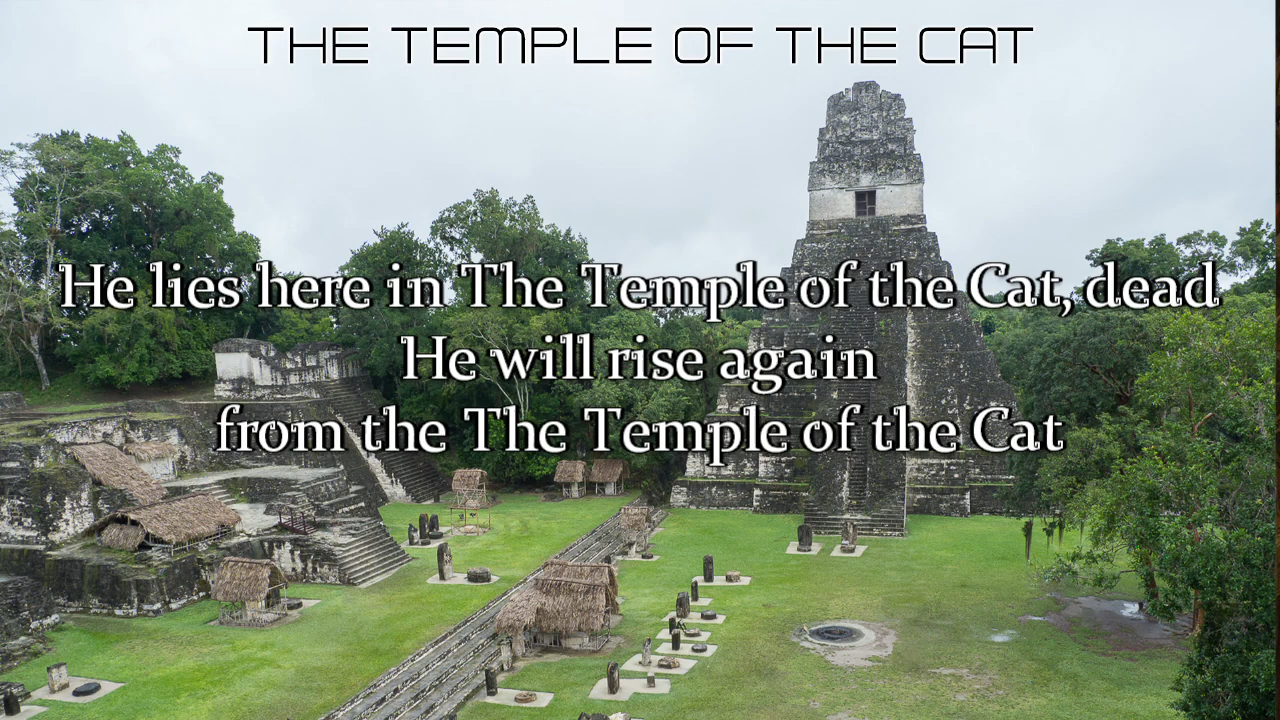 THE TEMPLE OF THE CAT
He lies here in The Temple of the Cat, dead
He will rise again
from the The Temple of the Cat